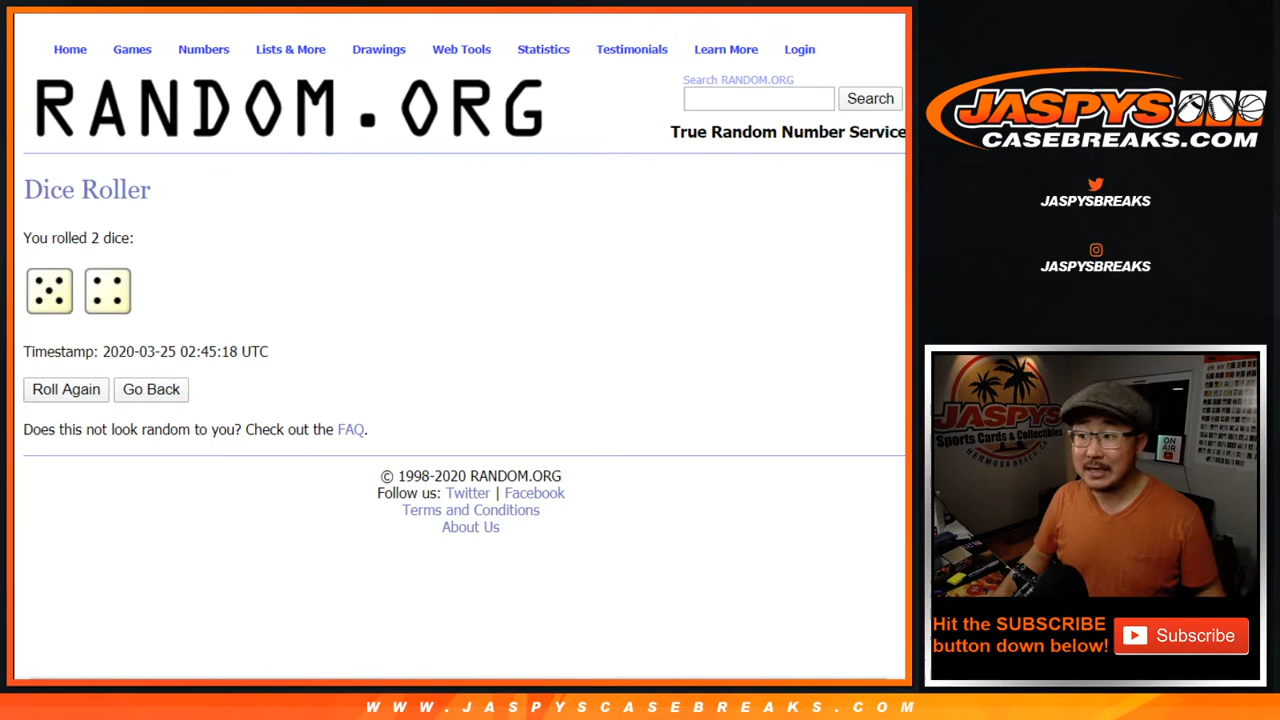 Home Games Numbers Lists & More Drawings Web Tools Statistics Testimonials Learn More Login
RANDOM.ORG
Search RANDOM.ORG
Search
True Random Number Service
Dice Roller
You rolled 2 dice:
Timestamp: 2020-03-25 02:45:18 UTC
Roll Again Go Back
Does this not look random to you? Check out the FAQ.
© 1998-2020 RANDOM.ORG
Follow us: Twitter | Facebook
Terms and Conditions
About Us
JASPYS
CASEBREAKS.COM
JASPYSBREAKS
JASPYSBREAKS
JASPYS
Sports Cards & Collectibles
HERMOSA BEACH, CA
ON
AIR
Hit the SUBSCRIBE
button down below!
Subscribe
WWW.JASPYSCASEBREAKS.COM